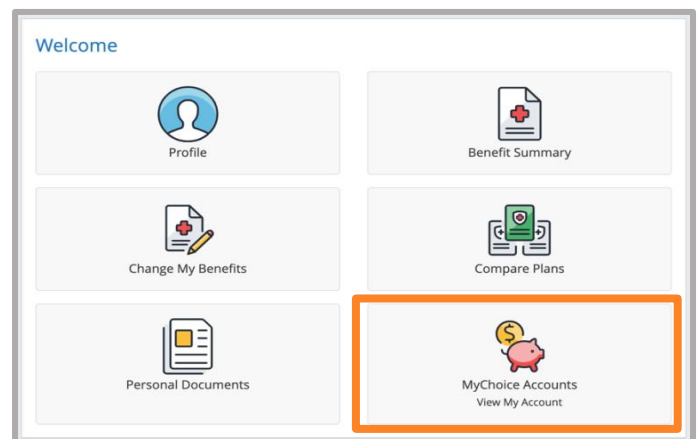 Welcome
Profile
Benefit Summary
Change My Benefits
Compare Plans
Personal Documents
MyChoice Accounts
View My Account